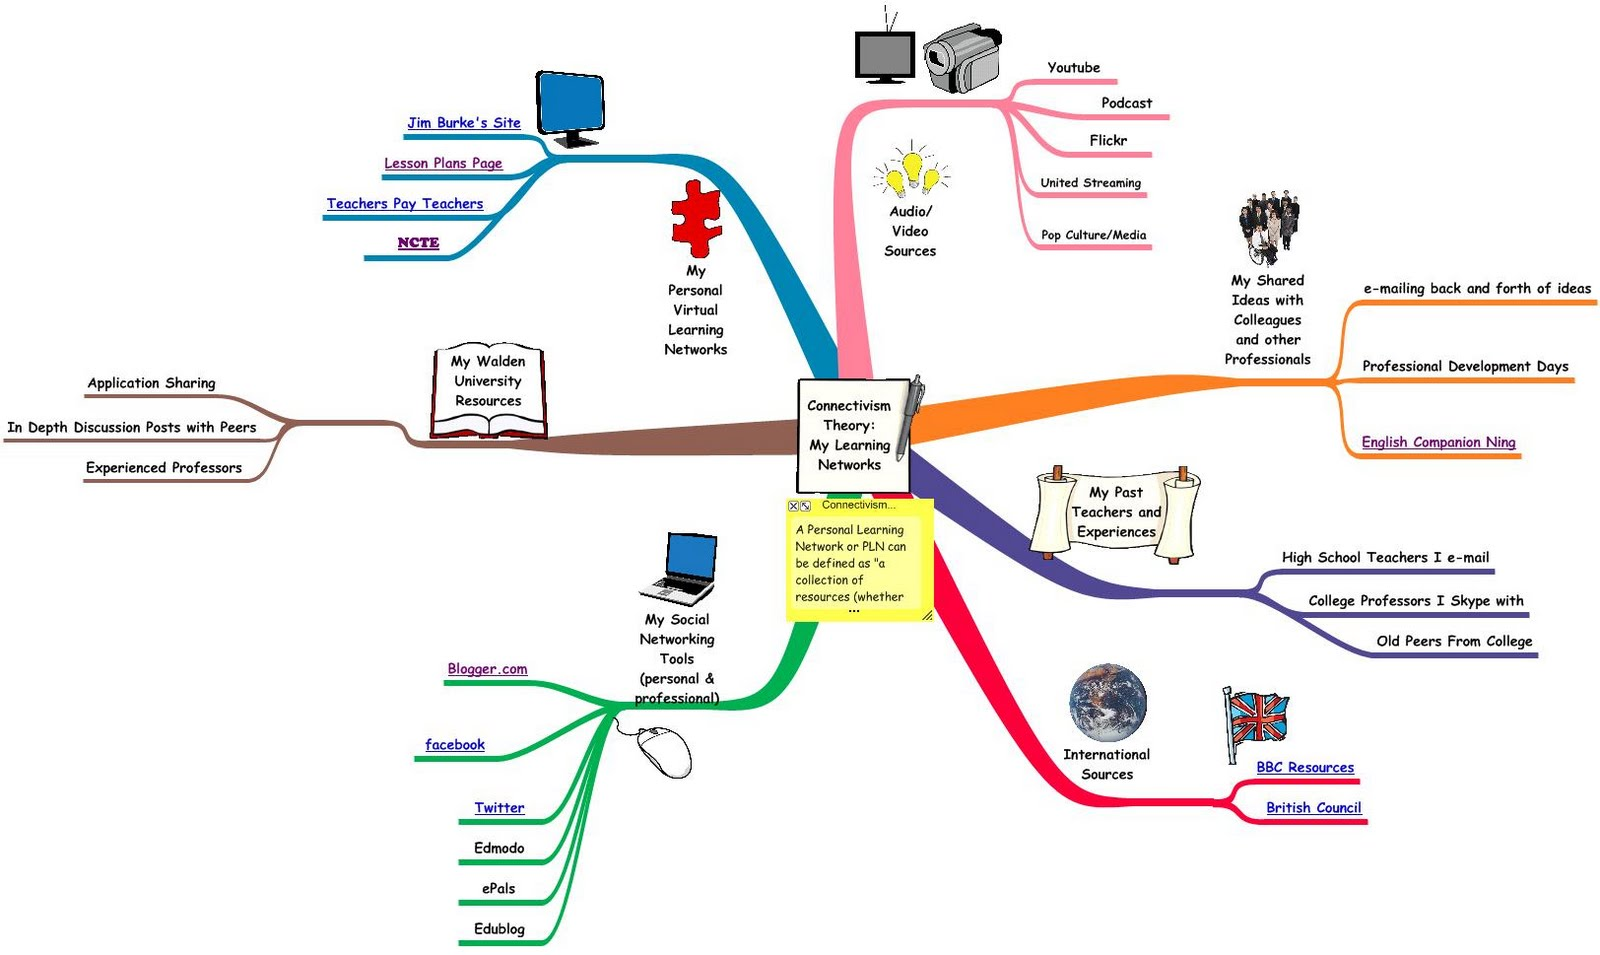 Connectivism
Theory:
My Learning
Networks
Connectivism...
A Personal Learning
Network or PLN can
be defined as "a
collection of
resources (whether
...
My
Personal
Virtual
Learning
Networks
Jim Burke's Site
Lesson Plans Page
Teachers Pay Teachers
NCTE
Audio/
Video
Sources
Youtube
Podcast
Flickr
United Streaming
Pop Culture/Media
My Shared
Ideas with
Colleagues
and other
Professionals
e-mailing back and forth of ideas
Professional Development Days
English Companion Ning
My Walden
University
Resources
Application Sharing
In Depth Discussion Posts with Peers
Experienced Professors
My Past
Teachers and
Experiences
High School Teachers I e-mail
College Professors I Skype with
Old Peers From College
My Social
Networking
Tools
(personal &
professional)
Blogger.com
facebook
Twitter
Edmodo
ePals
Edublog
International
Sources
BBC Resources
British Council